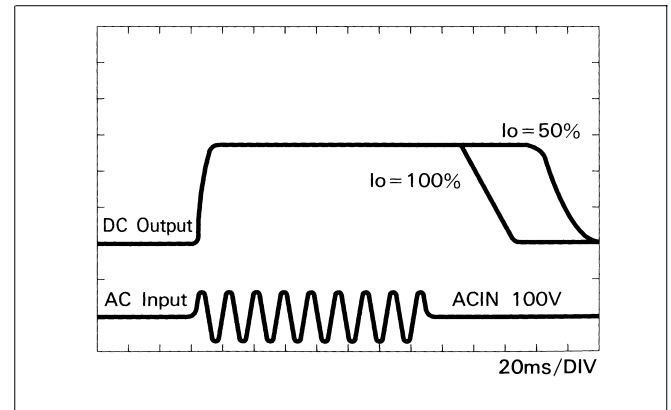 Io=50%
Io=100%
DC Output
AC Input
ACIN 100V
20ms/DIV